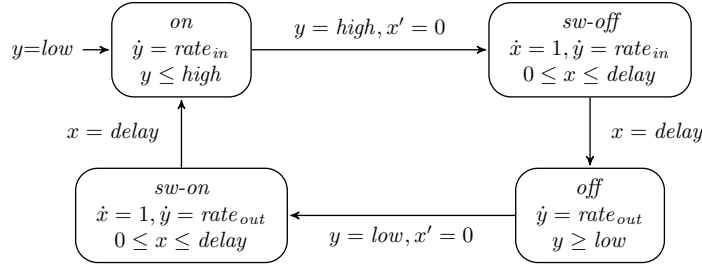 y=low
on
ẏ = rate_in
y ≤ high
y = high, x′ = 0
sw-off
ẋ = 1, ẏ = rate_in
0 ≤ x ≤ delay
x = delay
x = delay
sw-on
ẋ = 1, ẏ = rate_out
0 ≤ x ≤ delay
y = low, x′ = 0
off
ẏ = rate_out
y ≥ low